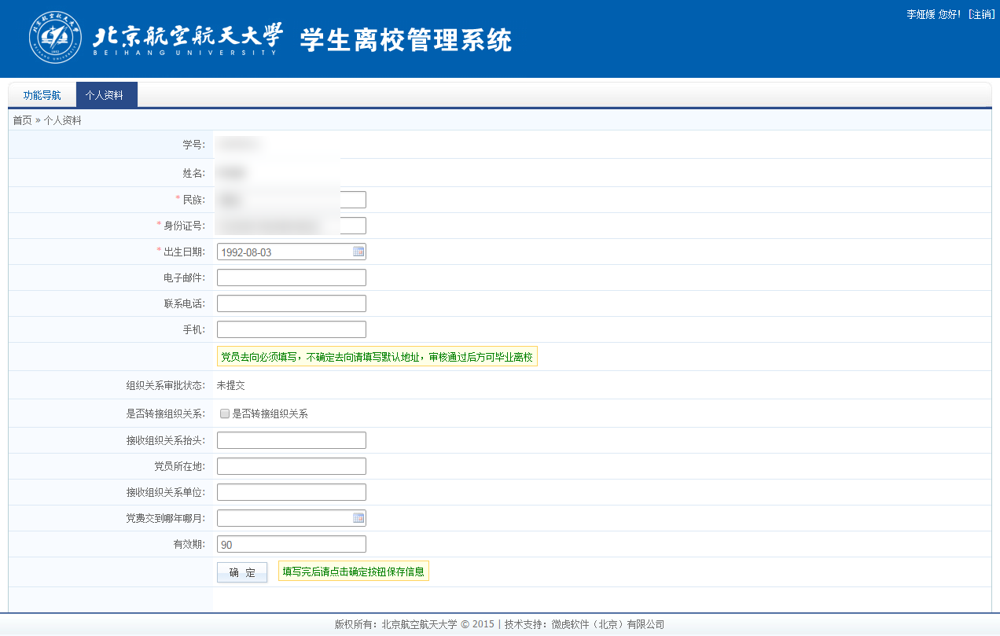 李娅媛 您好! [注销]
北京航空航天大学 学生离校管理系统
BEIHANG UNIVERSITY
功能导航 个人资料
首页 » 个人资料
学号:
姓名:
* 民族:
* 身份证号:
* 出生日期: 1992-08-03
电子邮件:
联系电话:
手机:
党员去向必须填写，不确定去向请填写默认地址，审核通过后方可毕业离校
组织关系审批状态: 未提交
是否转接组织关系: 是否转接组织关系
接收组织关系抬头:
党员所在地:
接收组织关系单位:
党费交到哪年哪月:
有效期: 90
确 定 填写完后请点击确定按钮保存信息
版权所有：北京航空航天大学 © 2015 | 技术支持：微虎软件（北京）有限公司